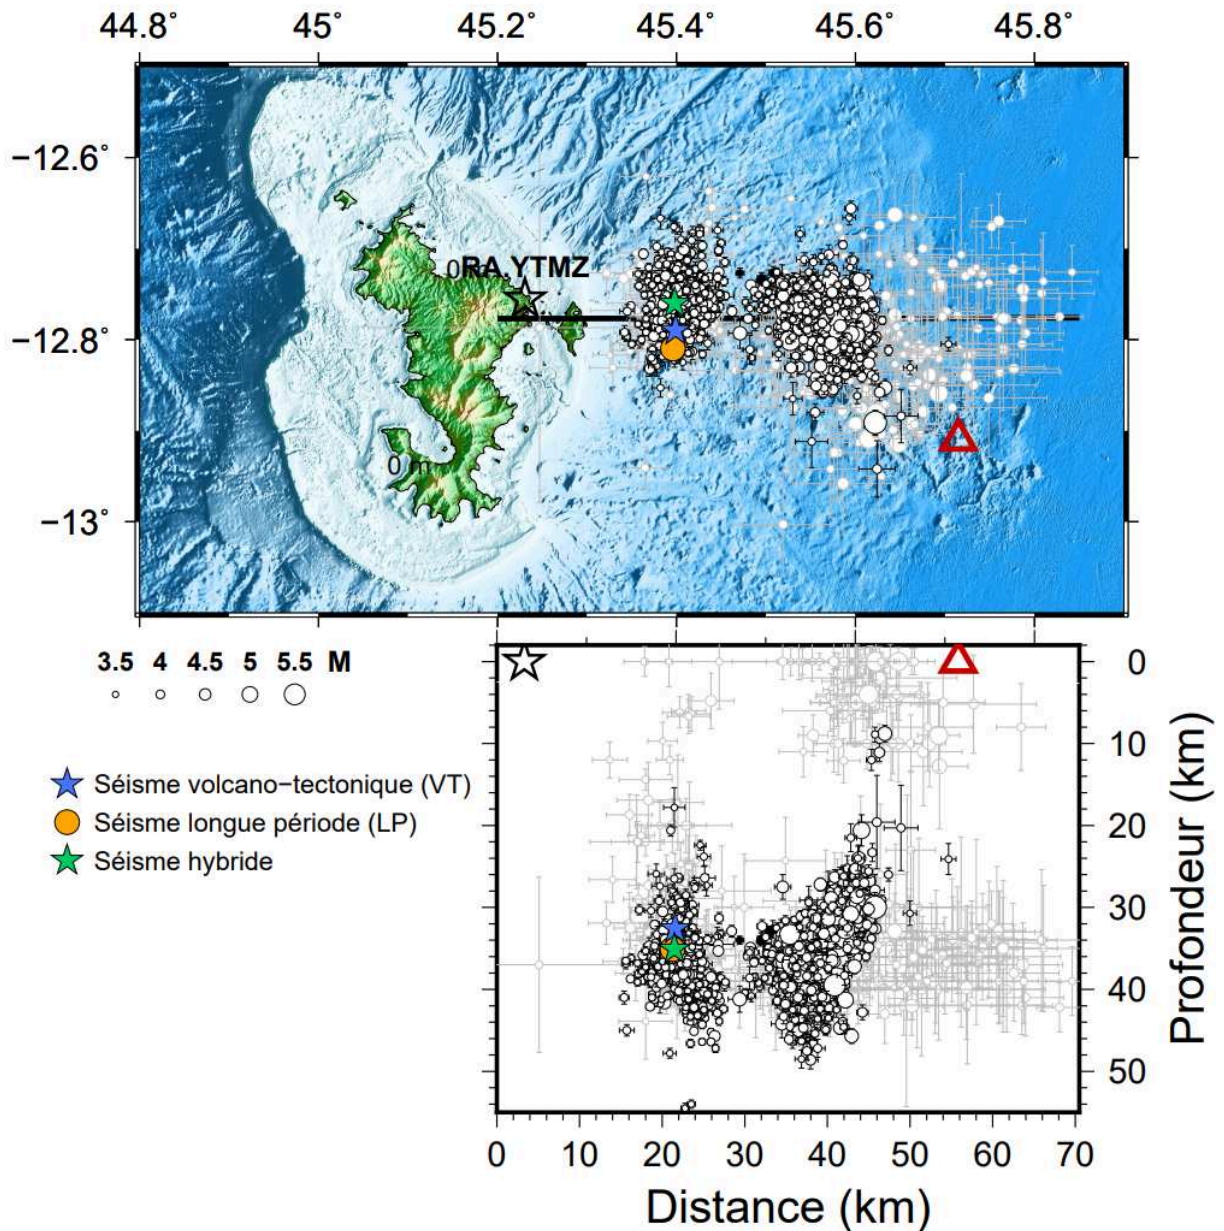 44.8˚ 45˚ 45.2˚ 45.4˚ 45.6˚ 45.8˚
−12.6˚
−12.8˚
−13˚
RA.YTMZ
0 m
3.5 4 4.5 5 5.5 M
Séisme volcano−tectonique (VT)
Séisme longue période (LP)
Séisme hybride
0
10
20
30
40
50
Profondeur (km)
0 10 20 30 40 50 60 70
Distance (km)